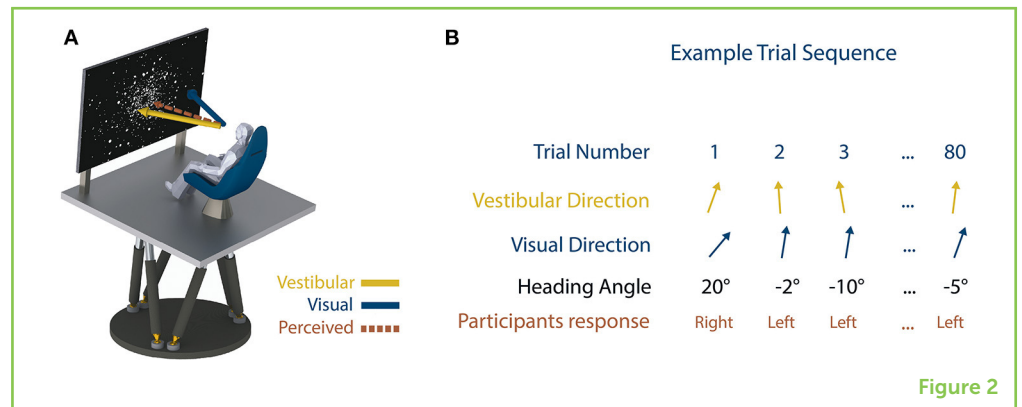 A
Vestibular
Visual
Perceived
B
Example Trial Sequence
Trial Number 1 2 3 ... 80
Vestibular Direction ...
Visual Direction ...
Heading Angle 20° -2° -10° ... -5°
Participants response Right Left Left ... Left
Figure 2